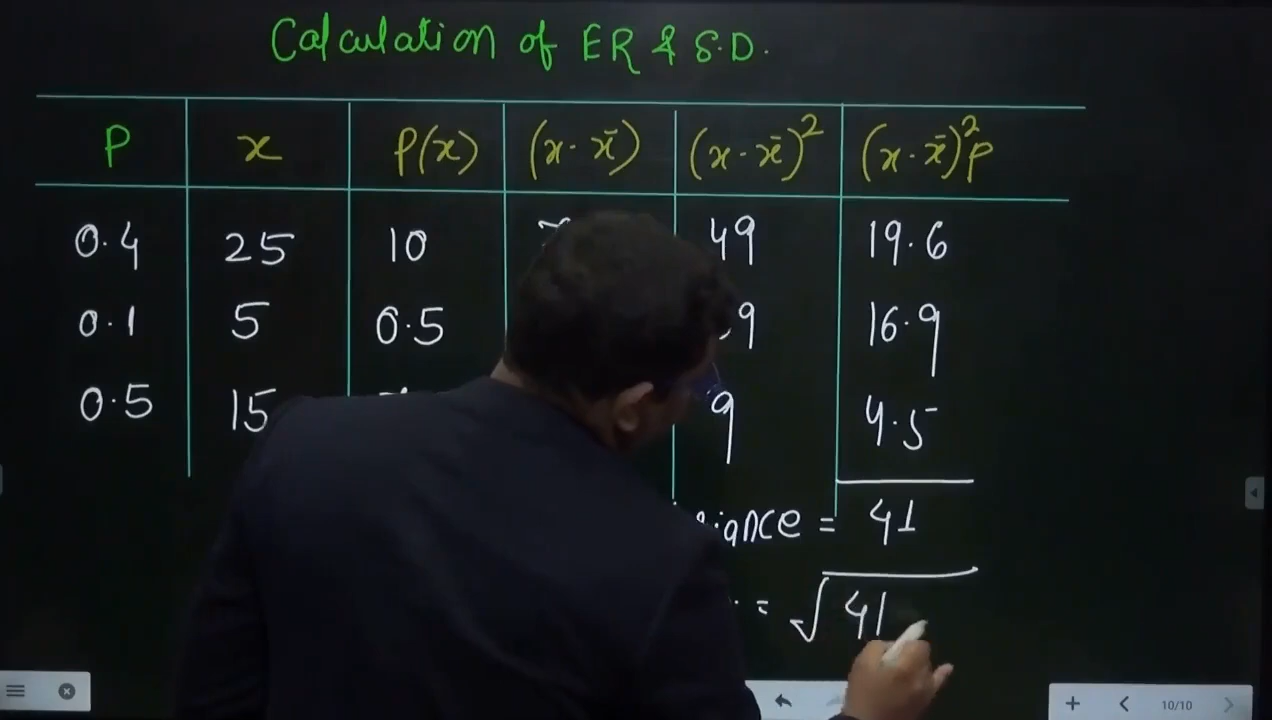 Calculation of ER & S.D.
P x P(x) (x-x̄) (x-x̄)² (x-x̄)²P
0.4 25 10 49 19.6
0.1 5 0.5 16.9
0.5 15 9 4.5
= 41
= √41
10/10